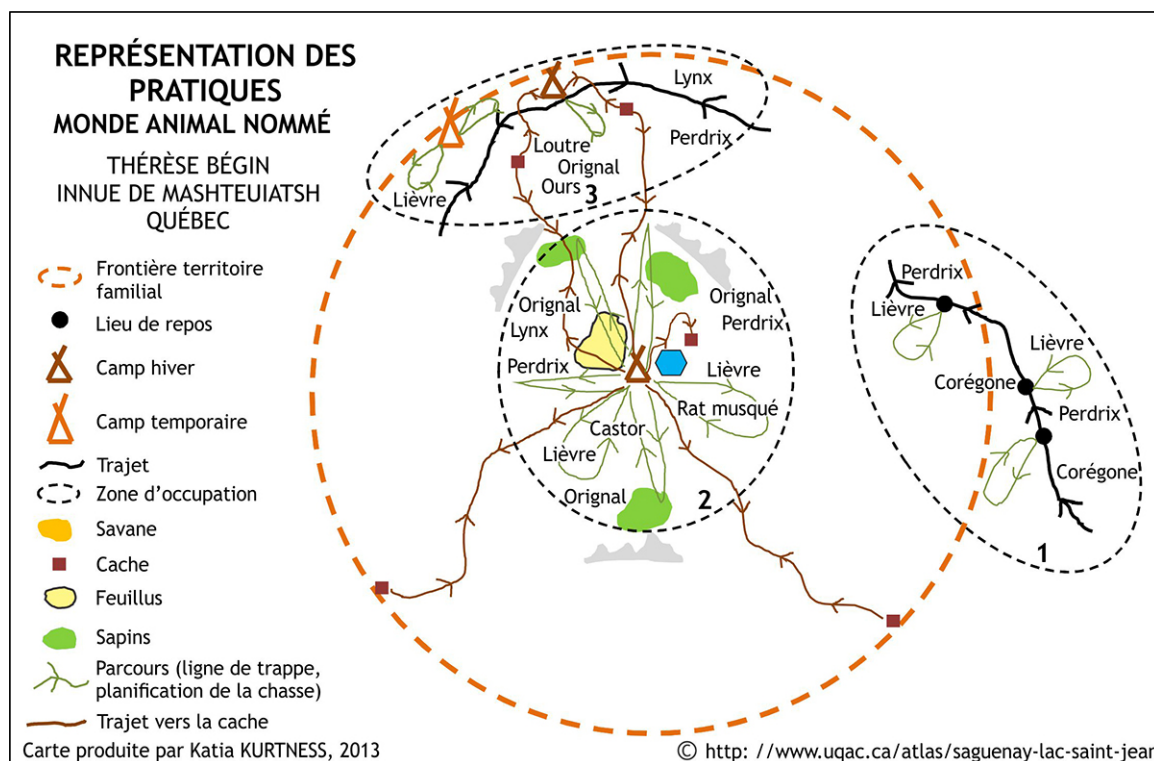 REPRÉSENTATION DES
PRATIQUES
MONDE ANIMAL NOMMÉ
THÉRÈSE BÉGIN
INNUE DE MASHTEUIATSH
QUÉBEC
Frontière territoire
familial
Lieu de repos
Camp hiver
Camp temporaire
Trajet
Zone d'occupation
Savane
Cache
Feuillus
Sapins
Parcours (ligne de trappe,
planification de la chasse)
Trajet vers la cache
Carte produite par Katia KURTNESS, 2013
Lynx
Perdrix
Loutre
Orignal
Ours
Lièvre
3
Orignal
Lynx
Perdrix
Orignal
Perdrix
Lièvre
Rat musqué
Castor
Lièvre
Orignal
2
Perdrix
Lièvre
Lièvre
Corégone
Perdrix
Corégone
1
© http: //www.uqac.ca/atlas/saguenay-lac-saint-jean